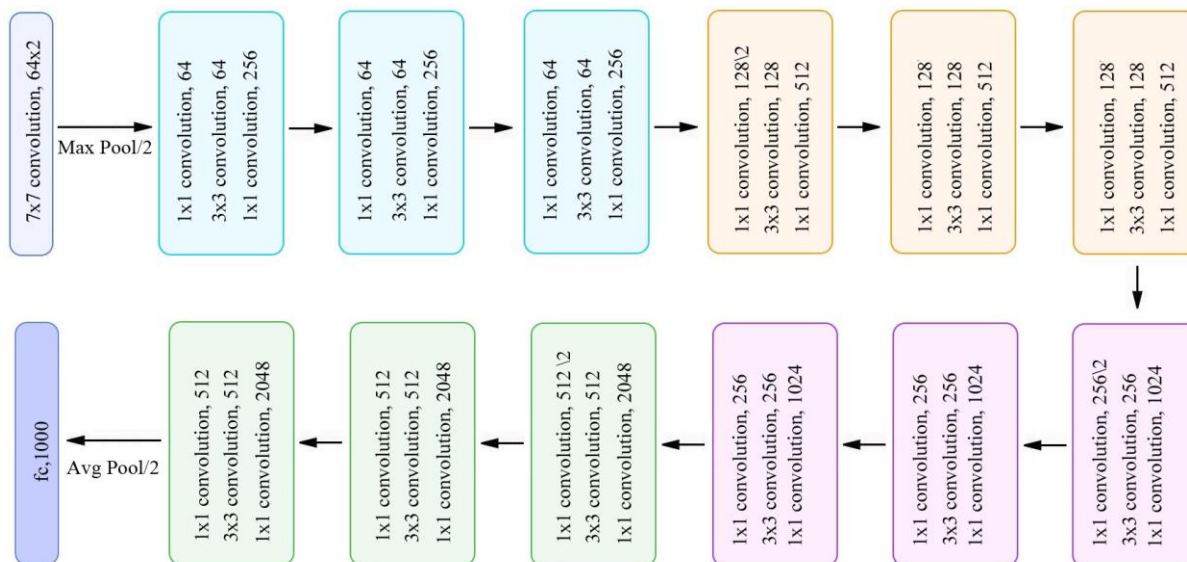 7x7 convolution, 64x2
Max Pool/2
1x1 convolution, 64
3x3 convolution, 64
1x1 convolution, 256
1x1 convolution, 64
3x3 convolution, 64
1x1 convolution, 256
1x1 convolution, 64
3x3 convolution, 64
1x1 convolution, 256
1x1 convolution, 128\2
3x3 convolution, 128
1x1 convolution, 512
1x1 convolution, 128
3x3 convolution, 128
1x1 convolution, 512
1x1 convolution, 128
3x3 convolution, 128
1x1 convolution, 512
1x1 convolution, 256\2
3x3 convolution, 256
1x1 convolution, 1024
1x1 convolution, 256
3x3 convolution, 256
1x1 convolution, 1024
1x1 convolution, 256
3x3 convolution, 256
1x1 convolution, 1024
1x1 convolution, 512 \2
3x3 convolution, 512
1x1 convolution, 2048
1x1 convolution, 512
3x3 convolution, 512
1x1 convolution, 2048
1x1 convolution, 512
3x3 convolution, 512
1x1 convolution, 2048
Avg Pool/2
fc,1000